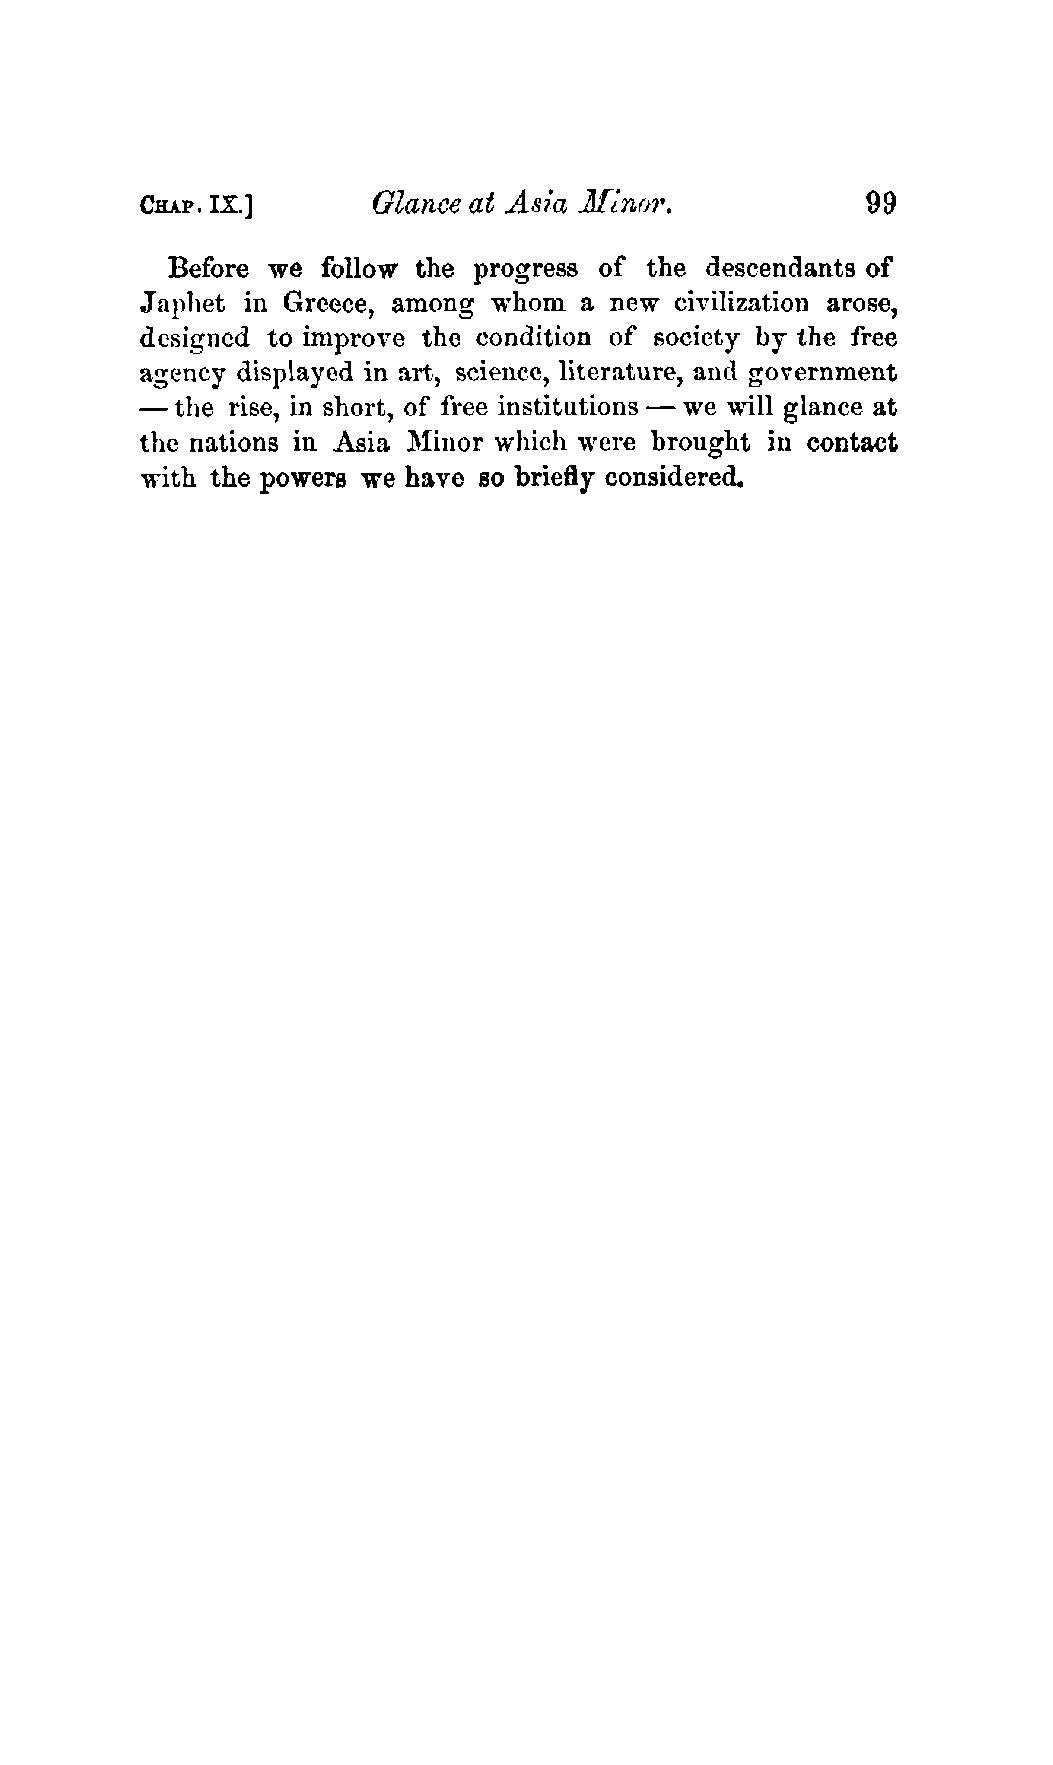 CHAP. IX.] Glance at Asia Minor. 99
Before we follow the progress of the descendants of
Japhet in Greece, among whom a new civilization arose,
designed to improve the condition of society by the free
agency displayed in art, science, literature, and government
— the rise, in short, of free institutions — we will glance at
the nations in Asia Minor which were brought in contact
with the powers we have so briefly considered.